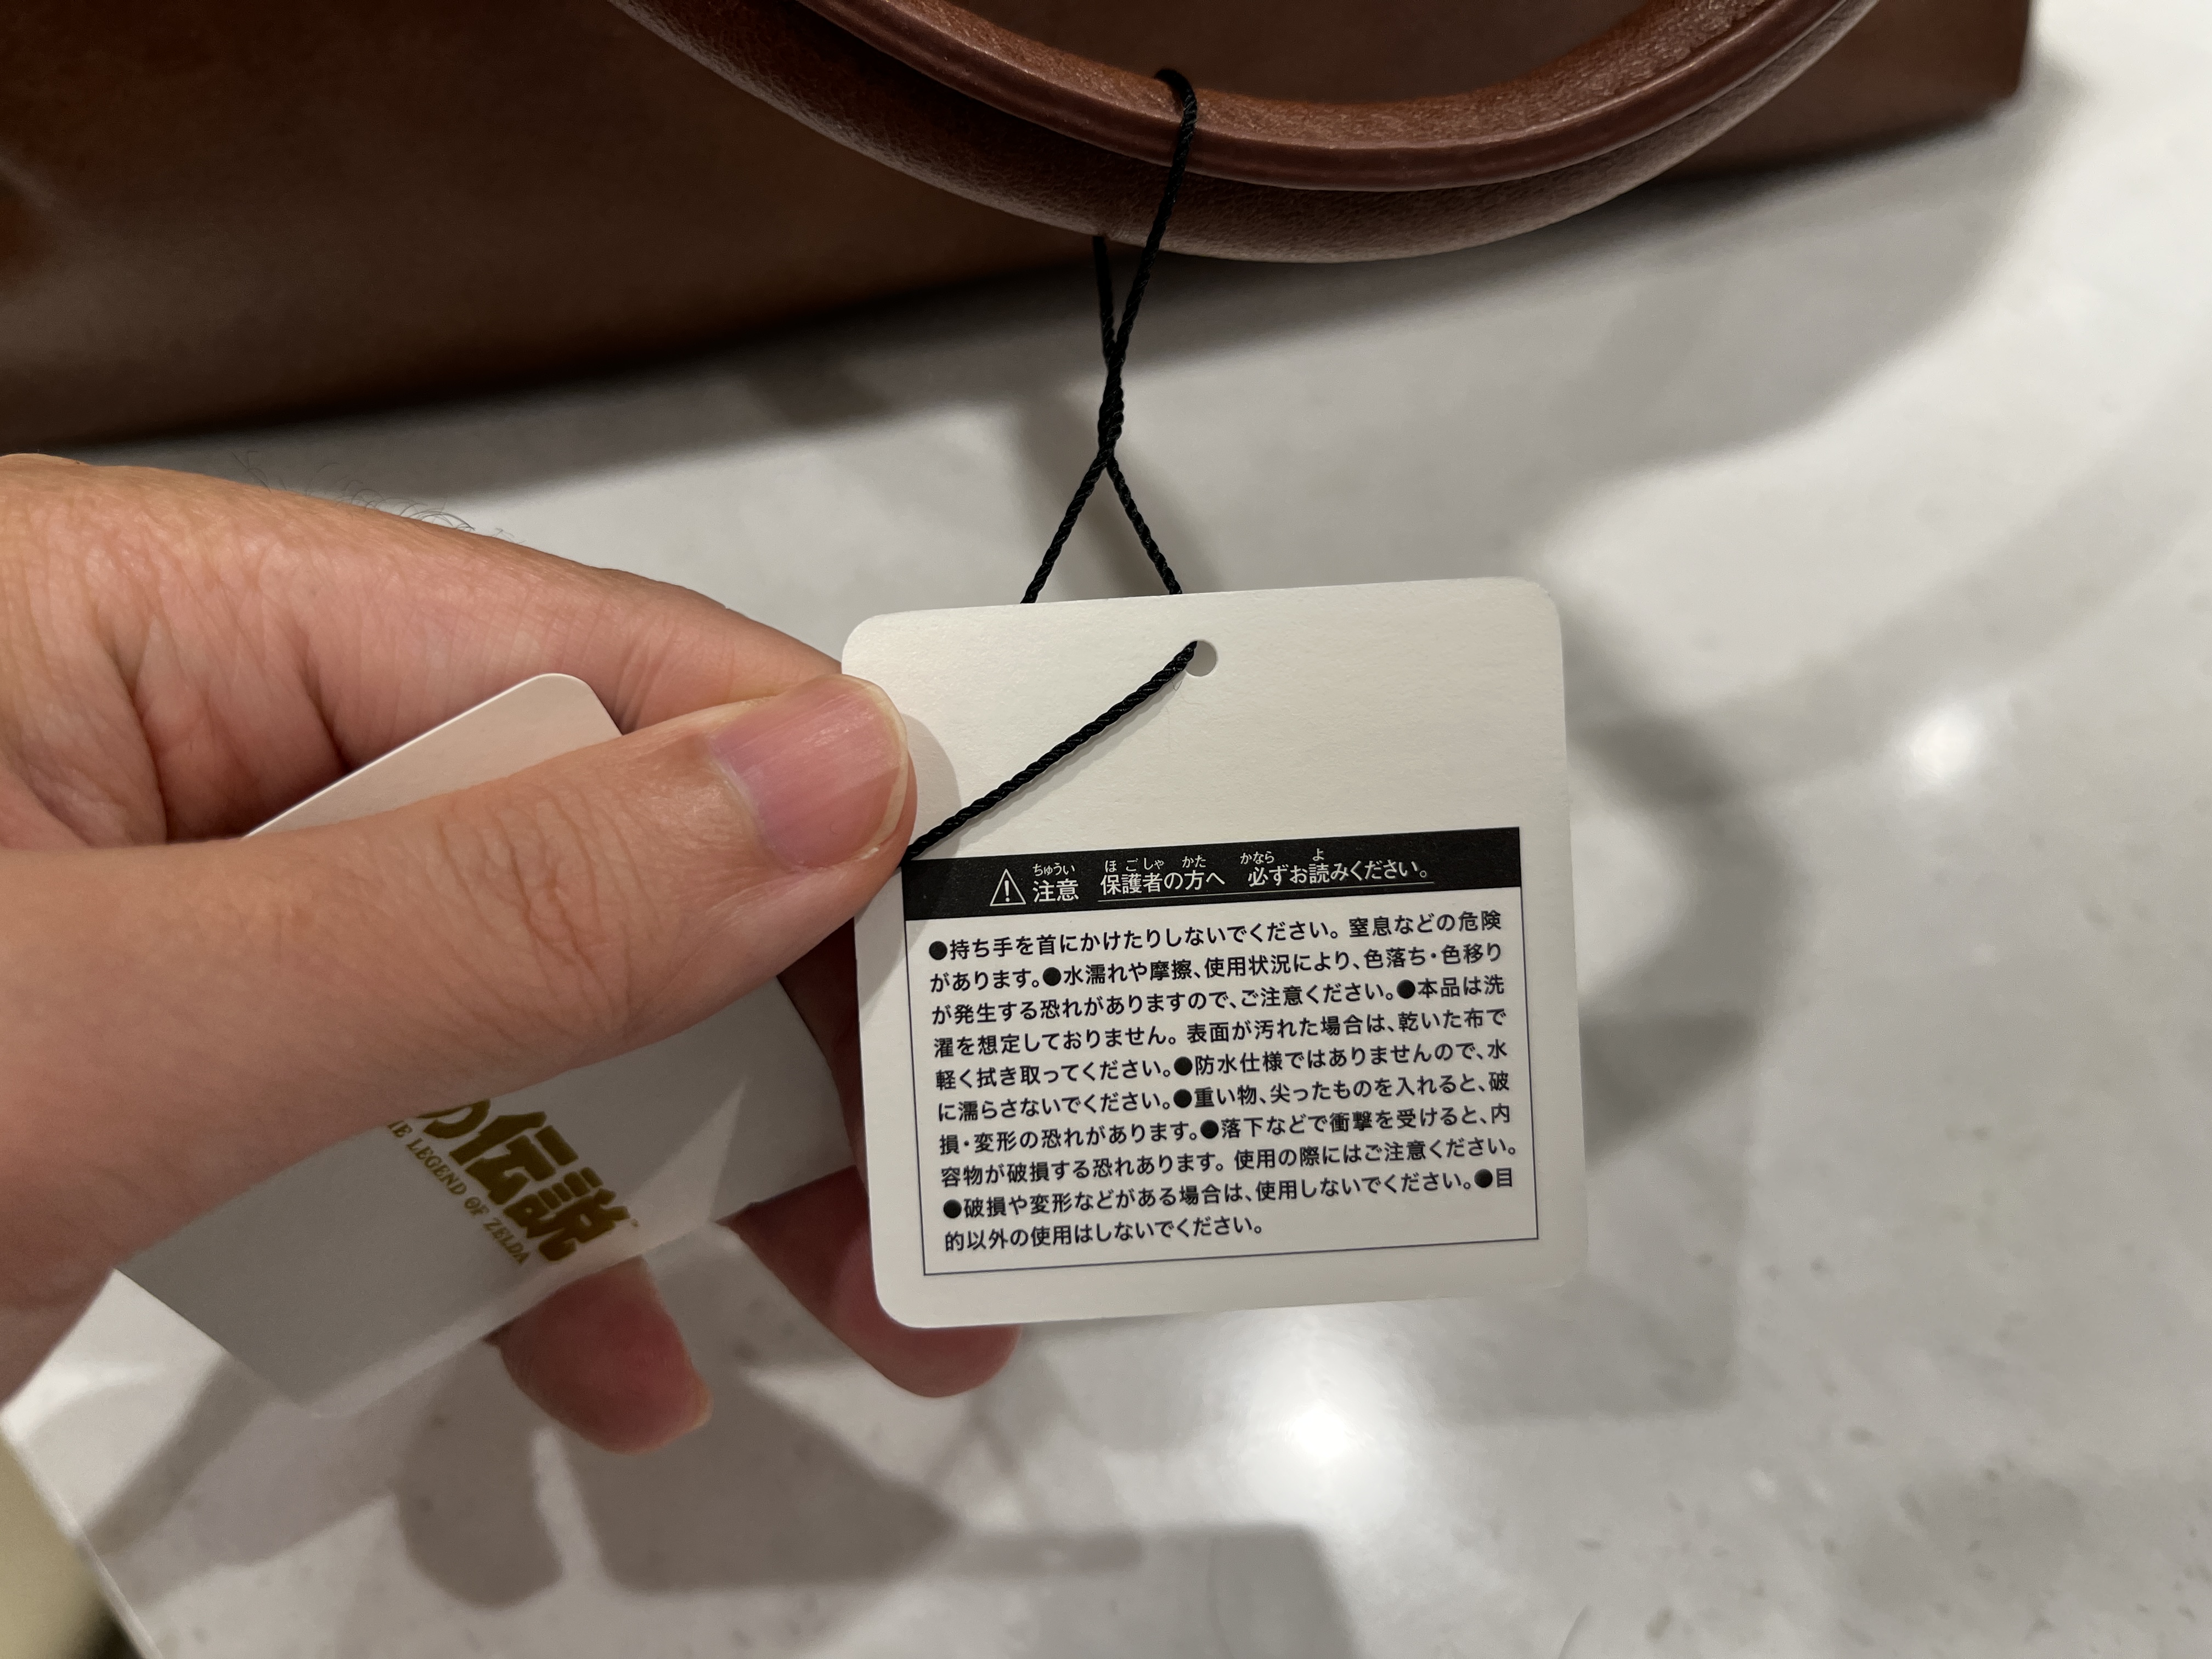 注意 保護者の方へ 必ずお読みください。
ちゅうい ほごしゃ かた かなら よ
●持ち手を首にかけたりしないでください。窒息などの危険
があります。●水濡れや摩擦、使用状況により、色落ち・色移り
が発生する恐れがありますので、ご注意ください。●本品は洗
濯を想定しておりません。表面が汚れた場合は、乾いた布で
軽く拭き取ってください。●防水仕様ではありませんので、水
に濡らさないでください。●重い物、尖ったものを入れると、破
損・変形の恐れがあります。●落下などで衝撃を受けると、内
容物が破損する恐れあります。使用の際にはご注意ください。
●破損や変形などがある場合は、使用しないでください。●目
的以外の使用はしないでください。
の伝説™
LEGEND OF ZELDA